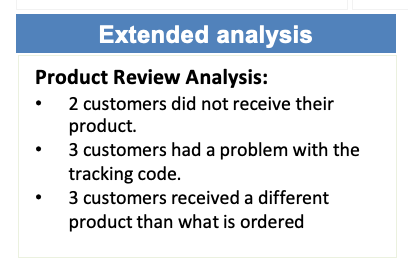 Extended analysis
Product Review Analysis:
• 2 customers did not receive their
product.
• 3 customers had a problem with the
tracking code.
• 3 customers received a different
product than what is ordered